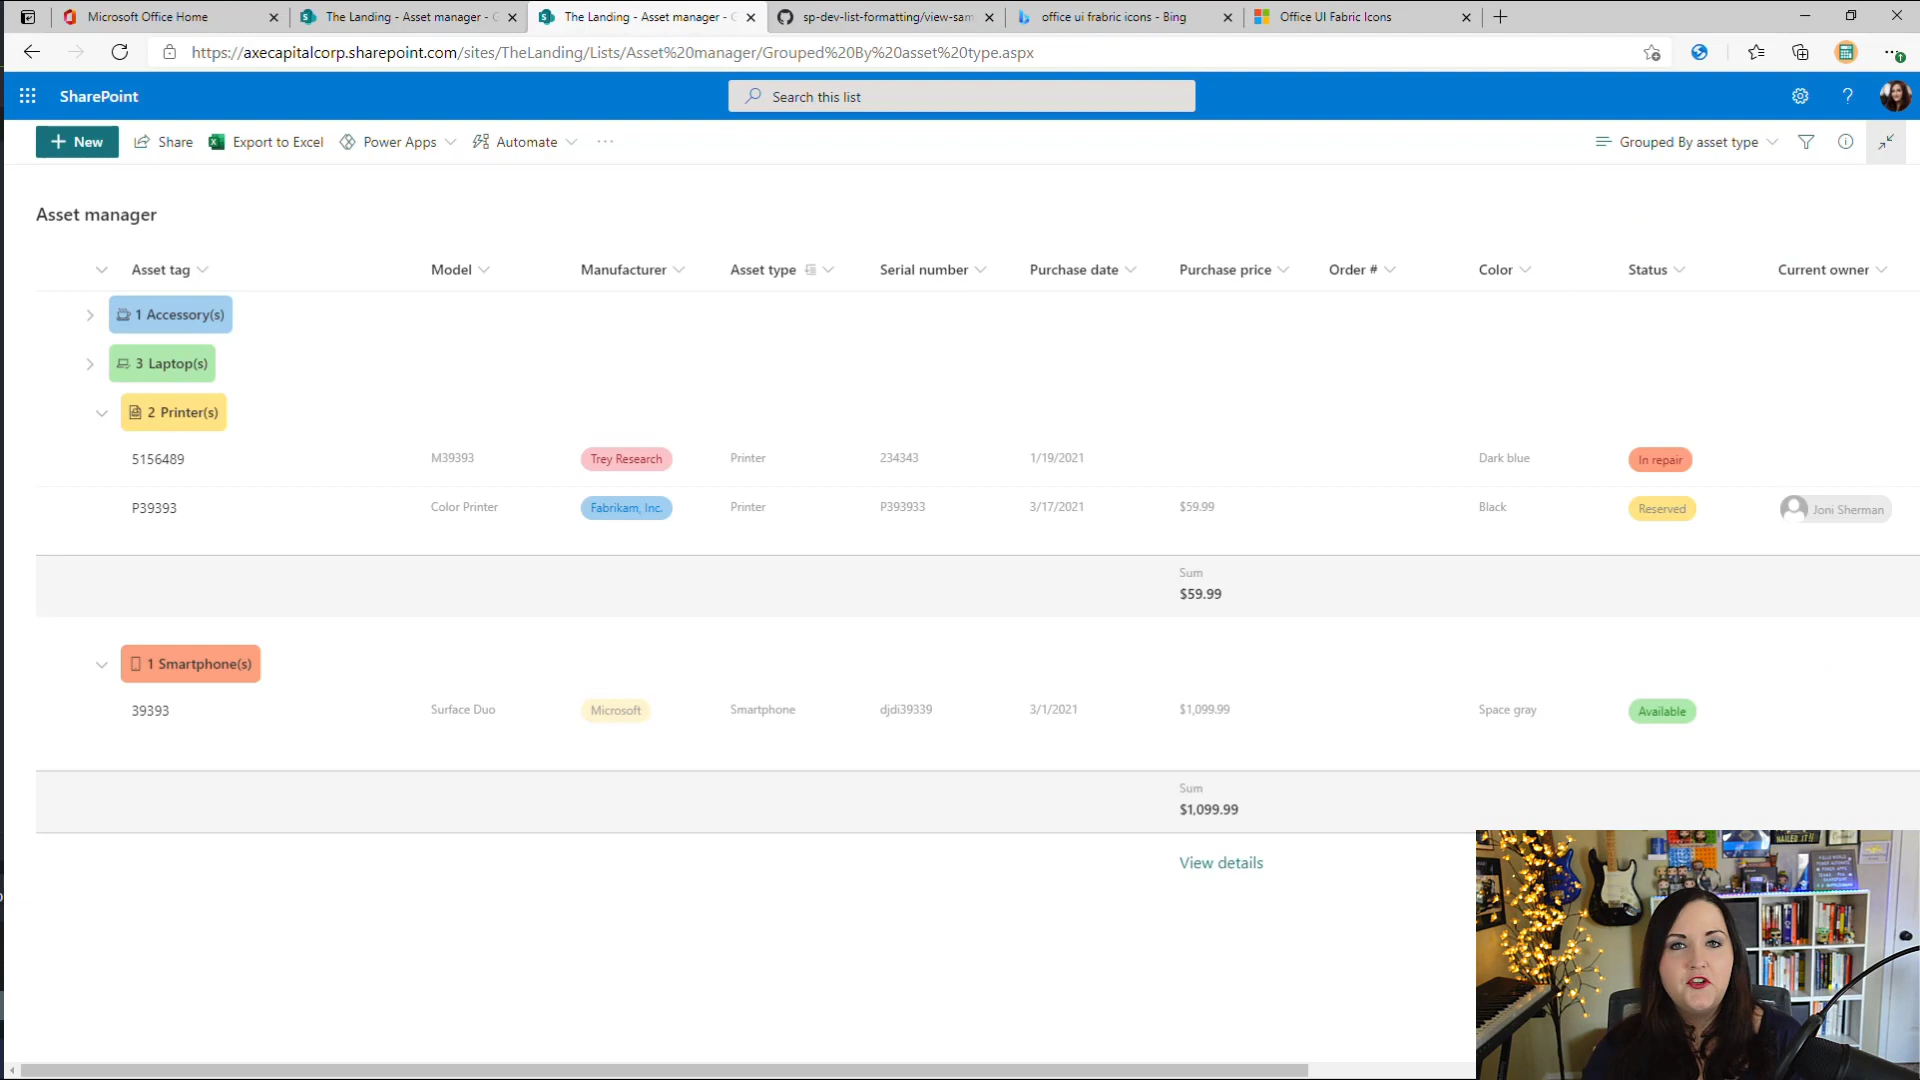 Microsoft Office Home
The Landing - Asset manager - G
The Landing - Asset manager - G
sp-dev-list-formatting/view-sam
office ui frabric icons - Bing
Office UI Fabric Icons
https://axecapitalcorp.sharepoint.com/sites/TheLanding/Lists/Asset%20manager/Grouped%20By%20asset%20type.aspx
SharePoint
Search this list
New
Share
Export to Excel
Power Apps
Automate
Grouped By asset type
Asset manager
Asset tag Model Manufacturer Asset type Serial number Purchase date Purchase price Order # Color Status Current owner
1 Accessory(s)
3 Laptop(s)
2 Printer(s)
5156489 M39393 Trey Research Printer 234343 1/19/2021 Dark blue In repair
P39393 Color Printer Fabrikam, Inc. Printer P393933 3/17/2021 $59.99 Black Reserved Joni Sherman
Sum
$59.99
1 Smartphone(s)
39393 Surface Duo Microsoft Smartphone djdi39339 3/1/2021 $1,099.99 Space gray Available
Sum
$1,099.99
View details
NAILED IT!